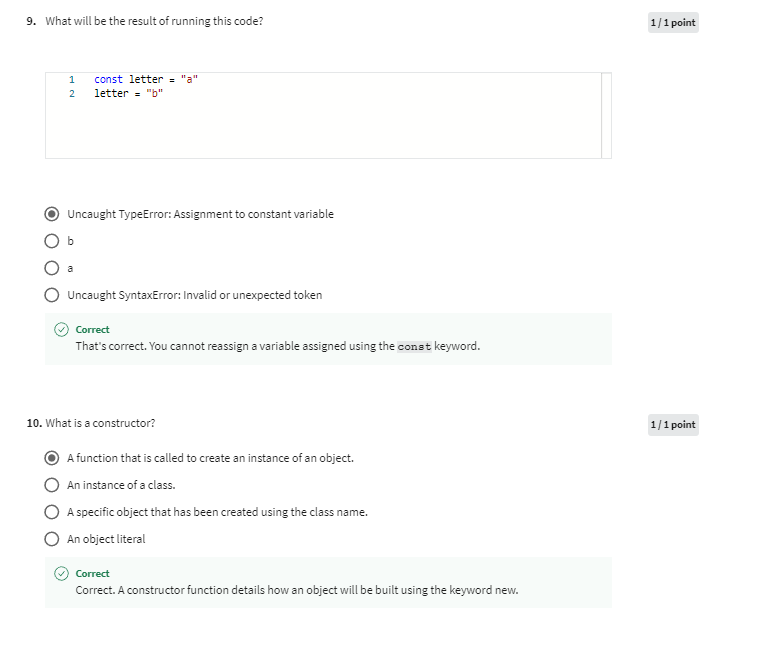 9. What will be the result of running this code?
1 / 1 point
1 const letter = "a"
2 letter = "b"
Uncaught TypeError: Assignment to constant variable
b
a
Uncaught SyntaxError: Invalid or unexpected token
Correct
That's correct. You cannot reassign a variable assigned using the const keyword.
10. What is a constructor?
1 / 1 point
A function that is called to create an instance of an object.
An instance of a class.
A specific object that has been created using the class name.
An object literal
Correct
Correct. A constructor function details how an object will be built using the keyword new.